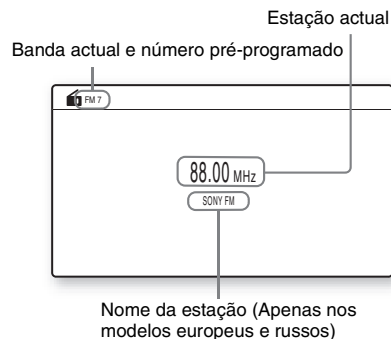 Estação actual
Banda actual e número pré-programado
FM 7
88.00 MHz
SONY FM
Nome da estação (Apenas nos
modelos europeus e russos)